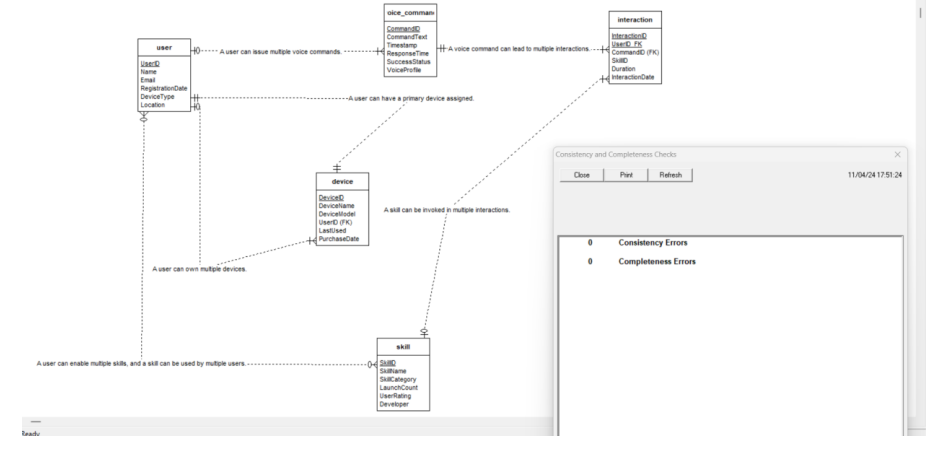 oice_comman
CommandID
CommandText
Timestamp
ResponseTime
SuccessStatus
VoiceProfile
interaction
InteractionID
UserID_FK
CommandID (FK)
SkillID
Duration
InteractionDate
user
UserID
Name
Email
RegistrationDate
DeviceType
Location
A user can issue multiple voice commands.
A voice command can lead to multiple interactions.
A user can have a primary device assigned.
device
DeviceID
DeviceName
DeviceModel
UserID (FK)
LastUsed
PurchaseDate
A skill can be invoked in multiple interactions.
A user can own multiple devices.
skill
SkillID
SkillName
SkillCategory
LaunchCount
UserRating
Developer
A user can enable multiple skills, and a skill can be used by multiple users.
Consistency and Completeness Checks
Close Print Refresh 11/04/24 17:51:24
0 Consistency Errors
0 Completeness Errors
Ready